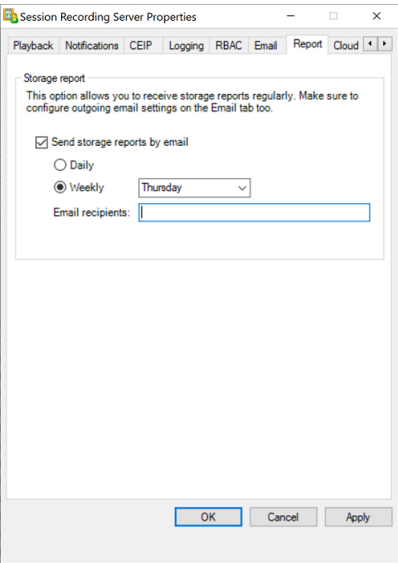 Session Recording Server Properties
Playback Notifications CEIP Logging RBAC Email Report Cloud
Storage report
This option allows you to receive storage reports regularly. Make sure to
configure outgoing email settings on the Email tab too.
Send storage reports by email
Daily
Weekly Thursday
Email recipients:
OK Cancel Apply